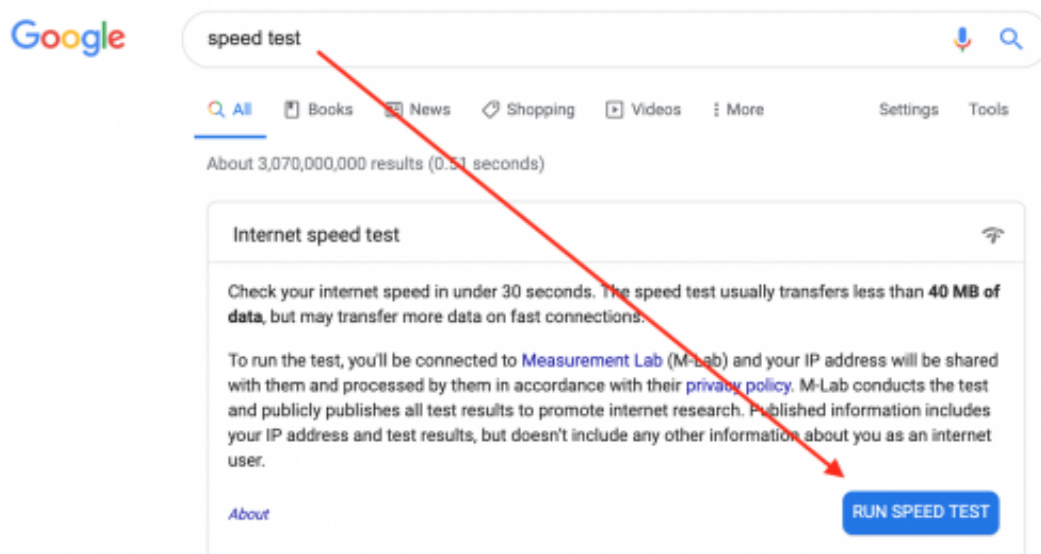 Google
speed test
All Books News Shopping Videos More Settings Tools
About 3,070,000,000 results (0.51 seconds)
Internet speed test
Check your internet speed in under 30 seconds. The speed test usually transfers less than 40 MB of
data, but may transfer more data on fast connections.
To run the test, you'll be connected to Measurement Lab (M-Lab) and your IP address will be shared
with them and processed by them in accordance with their privacy policy. M-Lab conducts the test
and publicly publishes all test results to promote internet research. Published information includes
your IP address and test results, but doesn't include any other information about you as an internet
user.
About
RUN SPEED TEST